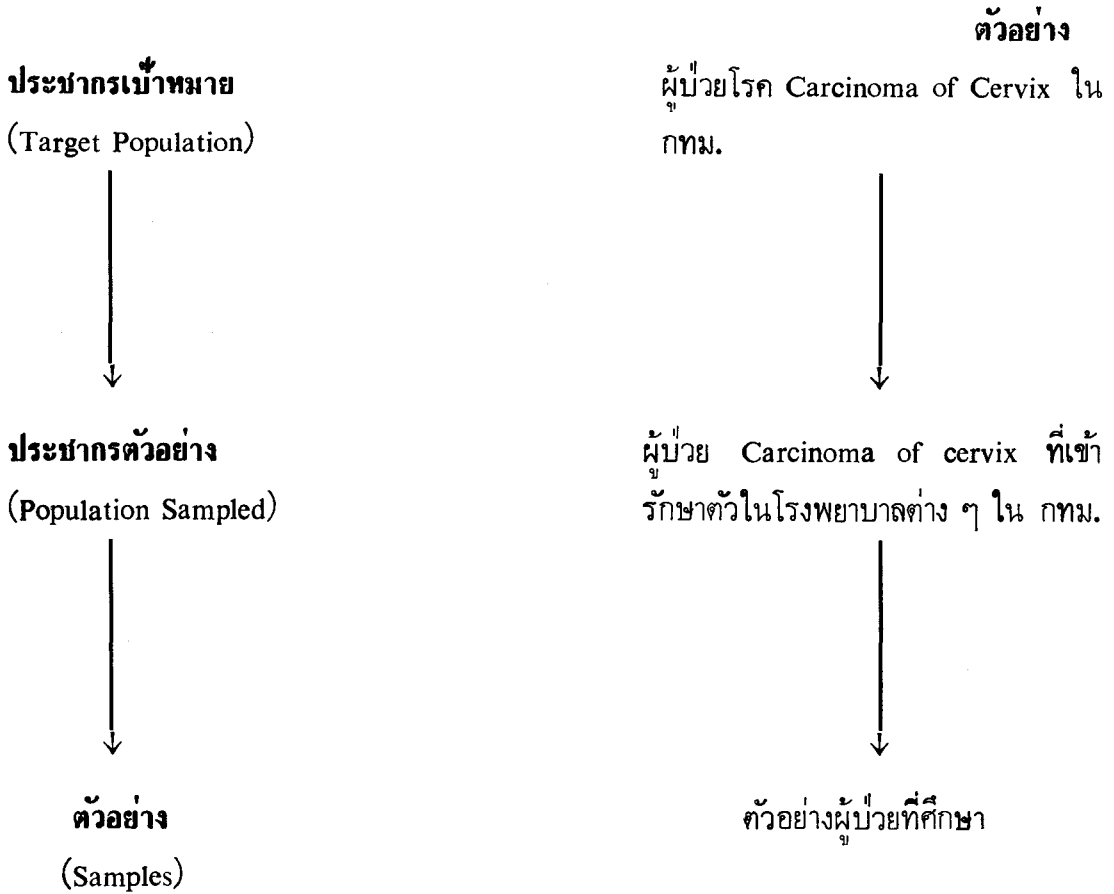 ตัวอย่าง
ประชากรเป้าหมาย
(Target Population)
ผู้ป่วยโรค Carcinoma of Cervix ใน
กทม.
ประชากรตัวอย่าง
(Population Sampled)
ผู้ป่วย Carcinoma of cervix ที่เข้า
รักษาตัวในโรงพยาบาลต่าง ๆ ใน กทม.
ตัวอย่าง
(Samples)
ตัวอย่างผู้ป่วยที่ศึกษา